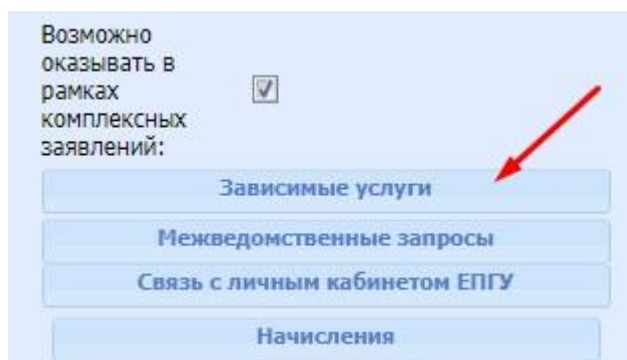 Возможно
оказывать в
рамках
комплексных
заявлений:
Зависимые услуги
Межведомственные запросы
Связь с личным кабинетом ЕПГУ
Начисления